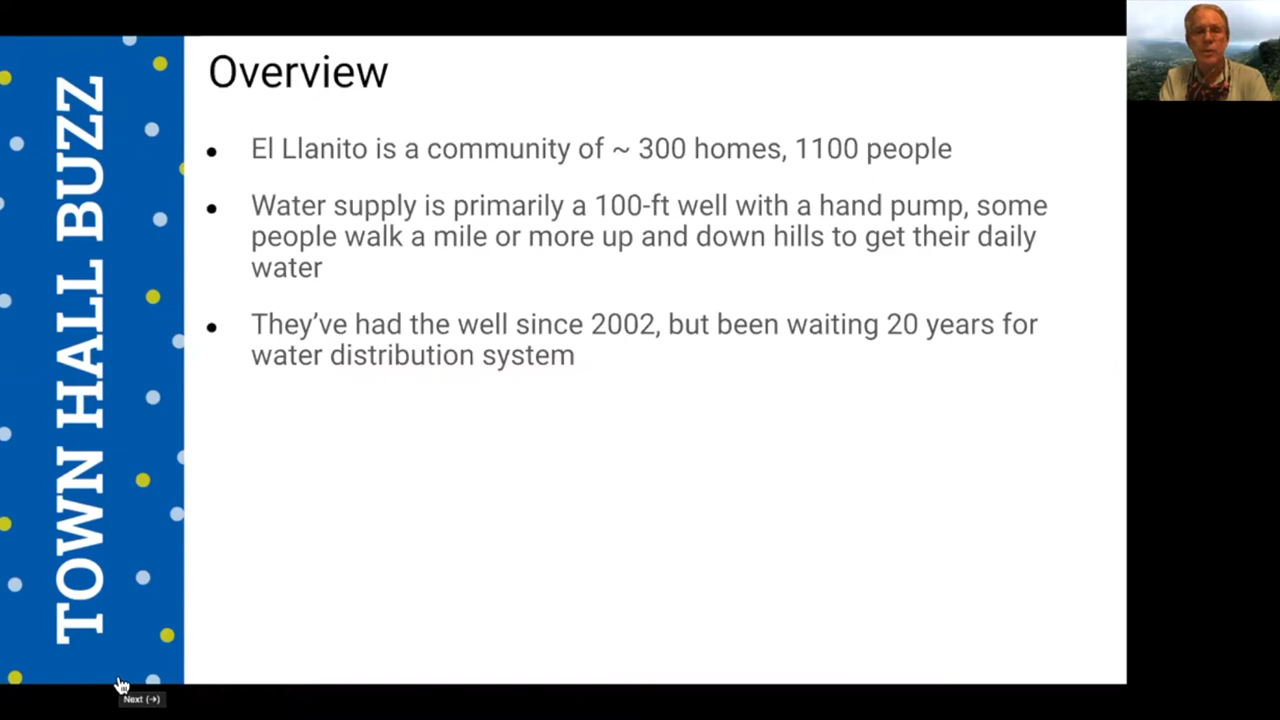 TOWN HALL BUZZ
Overview
El Llanito is a community of ~ 300 homes, 1100 people
Water supply is primarily a 100-ft well with a hand pump, some
people walk a mile or more up and down hills to get their daily
water
They’ve had the well since 2002, but been waiting 20 years for
water distribution system
Next (→)